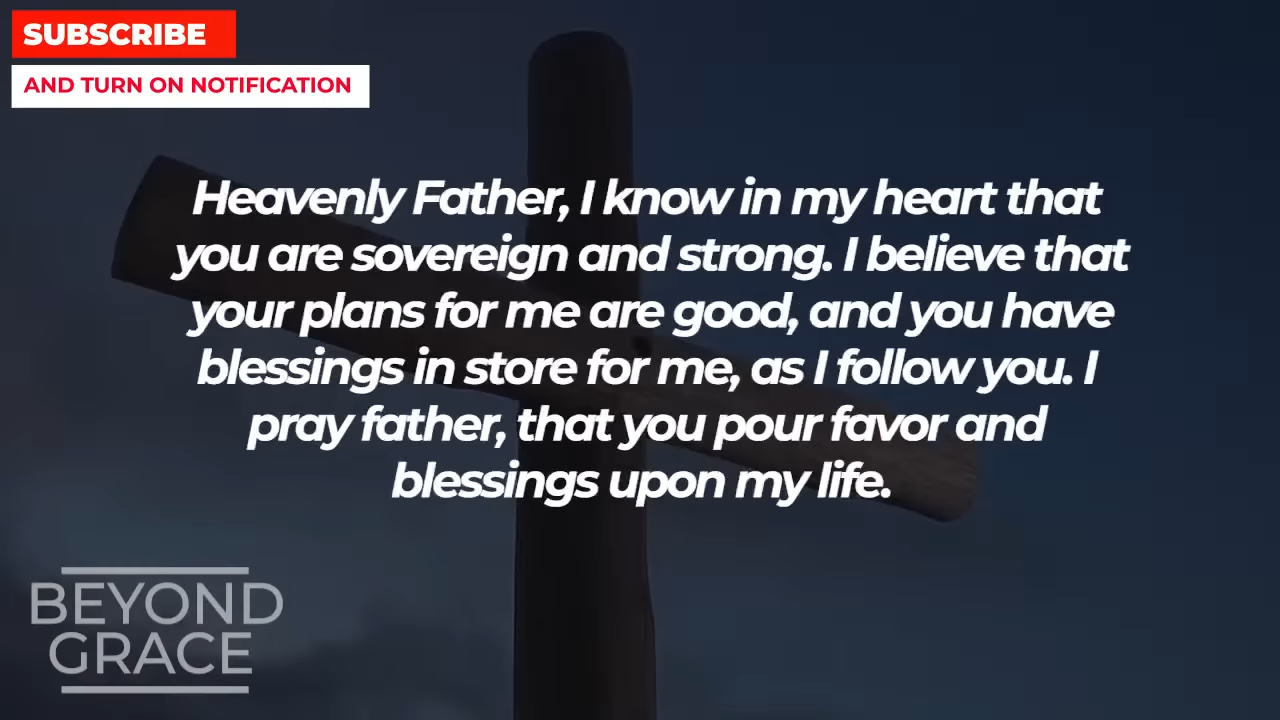 SUBSCRIBE
AND TURN ON NOTIFICATION
Heavenly Father, I know in my heart that
you are sovereign and strong. I believe that
your plans for me are good, and you have
blessings in store for me, as I follow you. I
pray father, that you pour favor and
blessings upon my life.
BEYOND
GRACE